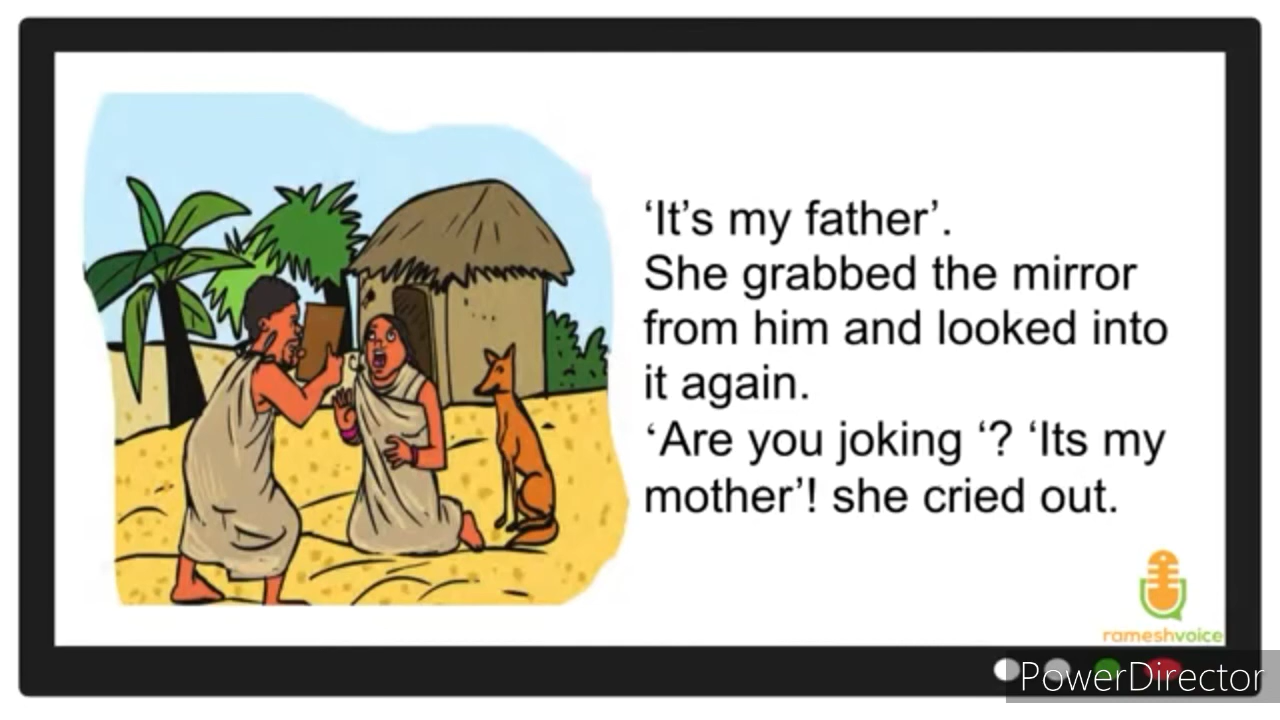 ‘It’s my father’.
She grabbed the mirror
from him and looked into
it again.
‘Are you joking ‘? ‘Its my
mother’! she cried out.
rameshvoice
PowerDirector